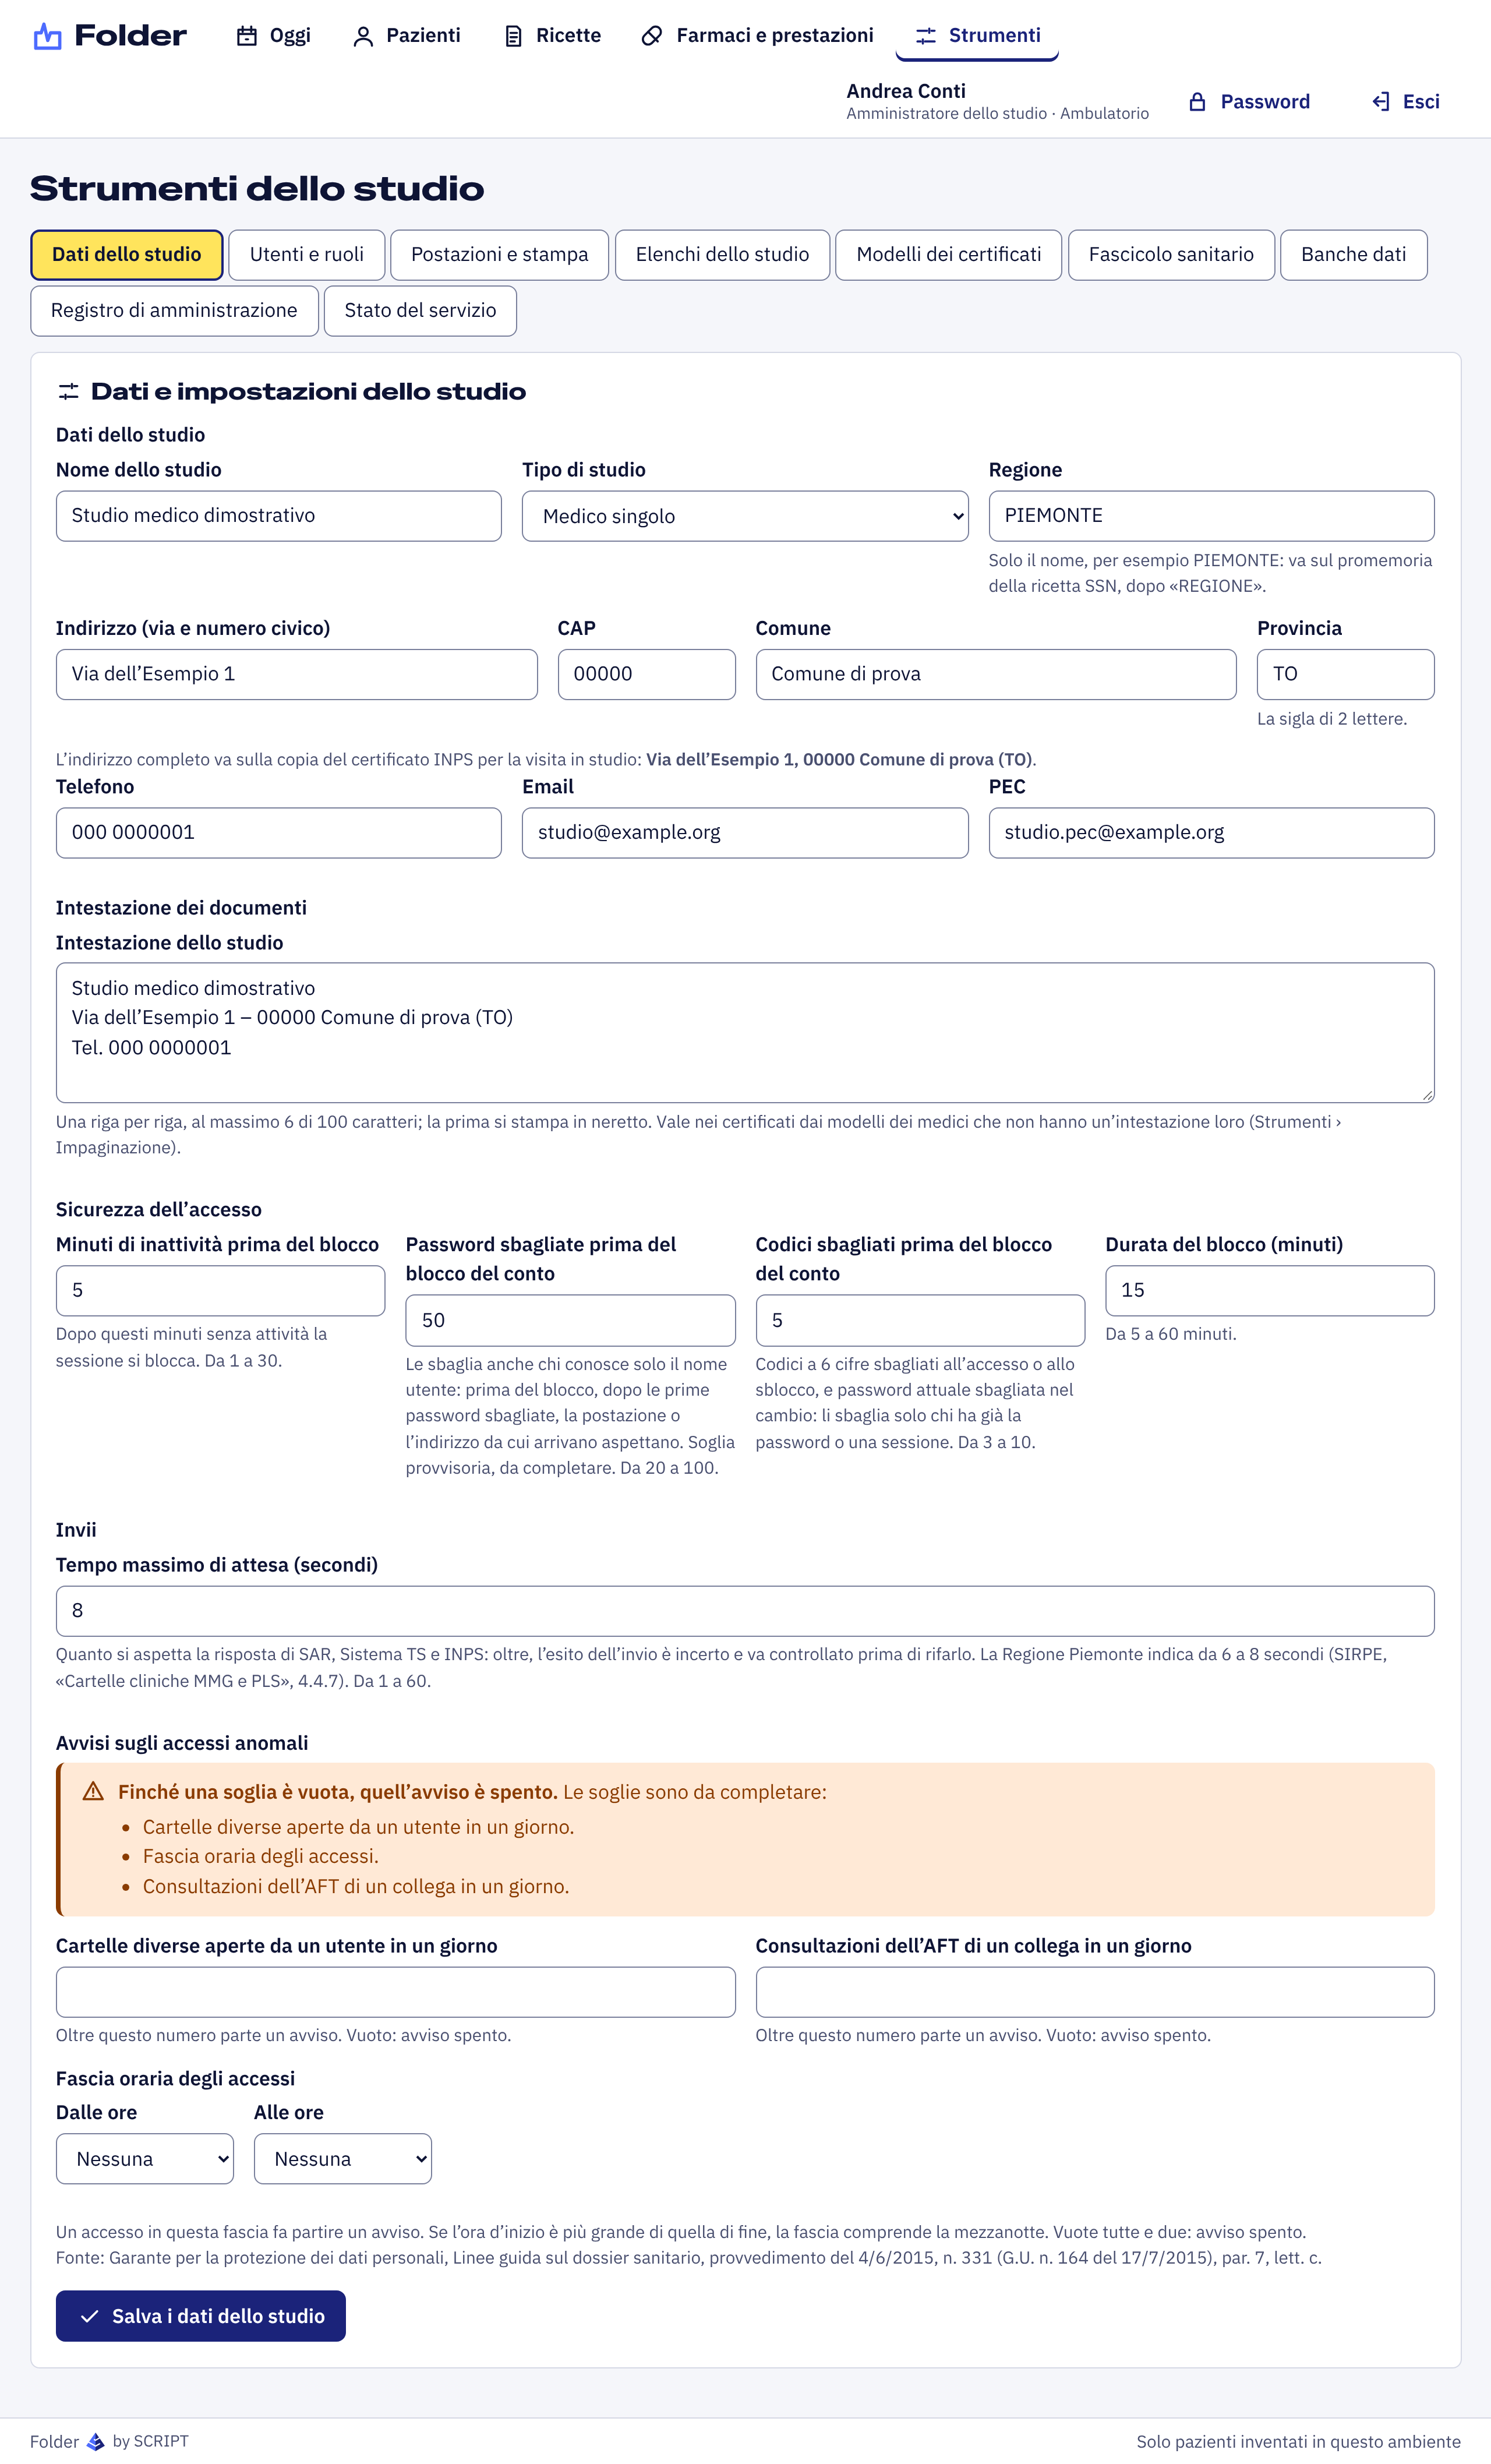 Folder
Oggi
Pazienti
Ricette
Farmaci e prestazioni
Strumenti
Andrea Conti
Amministratore dello studio · Ambulatorio
Password
Esci
Strumenti dello studio
Dati dello studio
Utenti e ruoli
Postazioni e stampa
Elenchi dello studio
Modelli dei certificati
Fascicolo sanitario
Banche dati
Registro di amministrazione
Stato del servizio
Dati e impostazioni dello studio
Dati dello studio
Nome dello studio
Studio medico dimostrativo
Tipo di studio
Medico singolo
Regione
PIEMONTE
Solo il nome, per esempio PIEMONTE: va sul promemoria
della ricetta SSN, dopo «REGIONE».
Indirizzo (via e numero civico)
Via dell’Esempio 1
CAP
00000
Comune
Comune di prova
Provincia
TO
La sigla di 2 lettere.
L’indirizzo completo va sulla copia del certificato INPS per la visita in studio: Via dell’Esempio 1, 00000 Comune di prova (TO).
Telefono
000 0000001
Email
studio@example.org
PEC
studio.pec@example.org
Intestazione dei documenti
Intestazione dello studio
Studio medico dimostrativo
Via dell’Esempio 1 – 00000 Comune di prova (TO)
Tel. 000 0000001
Una riga per riga, al massimo 6 di 100 caratteri; la prima si stampa in neretto. Vale nei certificati dai modelli dei medici che non hanno un’intestazione loro (Strumenti ›
Impaginazione).
Sicurezza dell’accesso
Minuti di inattività prima del blocco
5
Dopo questi minuti senza attività la
sessione si blocca. Da 1 a 30.
Password sbagliate prima del
blocco del conto
50
Le sbaglia anche chi conosce solo il nome
utente: prima del blocco, dopo le prime
password sbagliate, la postazione o
l’indirizzo da cui arrivano aspettano. Soglia
provvisoria, da completare. Da 20 a 100.
Codici sbagliati prima del blocco
del conto
5
Codici a 6 cifre sbagliati all’accesso o allo
sblocco, e password attuale sbagliata nel
cambio: li sbaglia solo chi ha già la
password o una sessione. Da 3 a 10.
Durata del blocco (minuti)
15
Da 5 a 60 minuti.
Invii
Tempo massimo di attesa (secondi)
8
Quanto si aspetta la risposta di SAR, Sistema TS e INPS: oltre, l’esito dell’invio è incerto e va controllato prima di rifarlo. La Regione Piemonte indica da 6 a 8 secondi (SIRPE,
«Cartelle cliniche MMG e PLS», 4.4.7). Da 1 a 60.
Avvisi sugli accessi anomali
Finché una soglia è vuota, quell’avviso è spento. Le soglie sono da completare:
• Cartelle diverse aperte da un utente in un giorno.
• Fascia oraria degli accessi.
• Consultazioni dell’AFT di un collega in un giorno.
Cartelle diverse aperte da un utente in un giorno
Oltre questo numero parte un avviso. Vuoto: avviso spento.
Consultazioni dell’AFT di un collega in un giorno
Oltre questo numero parte un avviso. Vuoto: avviso spento.
Fascia oraria degli accessi
Dalle ore
Nessuna
Alle ore
Nessuna
Un accesso in questa fascia fa partire un avviso. Se l’ora d’inizio è più grande di quella di fine, la fascia comprende la mezzanotte. Vuote tutte e due: avviso spento.
Fonte: Garante per la protezione dei dati personali, Linee guida sul dossier sanitario, provvedimento del 4/6/2015, n. 331 (G.U. n. 164 del 17/7/2015), par. 7, lett. c.
Salva i dati dello studio
Folder by SCRIPT
Solo pazienti inventati in questo ambiente